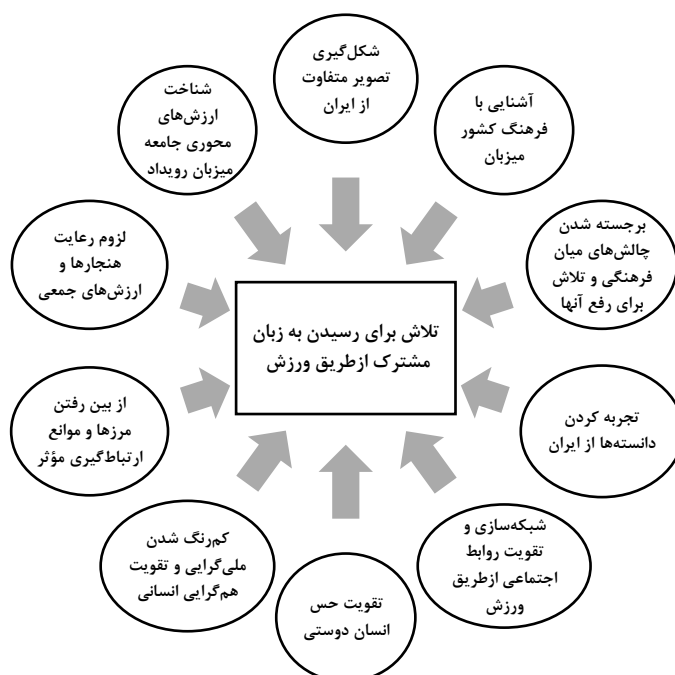 شکل‌گیری
تصویر متفاوت
از ایران
آشنایی با
فرهنگ کشور
میزبان
برجسته شدن
چالش‌های میان
فرهنگی و تلاش
برای رفع آنها
تجربه کردن
دانسته‌ها از ایران
شبکه‌سازی و
تقویت روابط
اجتماعی ازطریق
ورزش
تقویت حس
انسان دوستی
کم‌رنگ شدن
ملی‌گرایی و تقویت
هم‌گرایی انسانی
از بین رفتن
مرزها و موانع
ارتباط‌گیری مؤثر
لزوم رعایت
هنجارها و
ارزش‌های جمعی
شناخت
ارزش‌های
محوری جامعه
میزبان رویداد
تلاش برای رسیدن به زبان
مشترک ازطریق ورزش